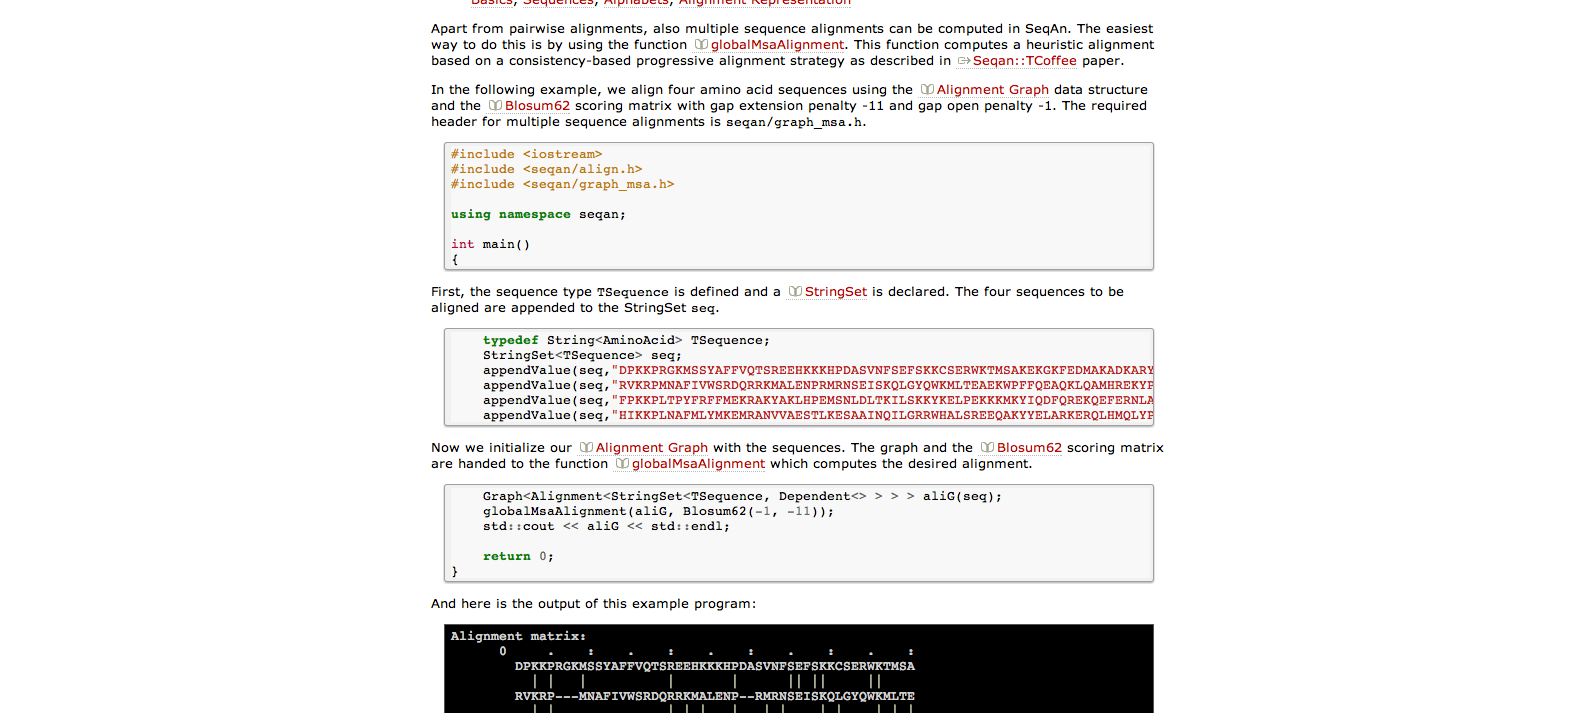 Basics, Sequences, Alphabets, Alignment Representation
Apart from pairwise alignments, also multiple sequence alignments can be computed in SeqAn. The easiest
way to do this is by using the function globalMsaAlignment. This function computes a heuristic alignment
based on a consistency-based progressive alignment strategy as described in Seqan::TCoffee paper.
In the following example, we align four amino acid sequences using the Alignment Graph data structure
and the Blosum62 scoring matrix with gap extension penalty -11 and gap open penalty -1. The required
header for multiple sequence alignments is seqan/graph_msa.h.
#include <iostream>
#include <seqan/align.h>
#include <seqan/graph_msa.h>
using namespace seqan;
int main()
{
First, the sequence type TSequence is defined and a StringSet is declared. The four sequences to be
aligned are appended to the StringSet seq.
typedef String<AminoAcid> TSequence;
StringSet<TSequence> seq;
appendValue(seq,"DPKKPRGKMSSYAFFVQTSREEHKKKHPDASVNFSEFSKKCSERWKTMSAKEKGKFEDMAKADKARY
appendValue(seq,"RVKRPMNAFIVWSRDQRRKMALENPRMRNSEISKQLGYQWKMLTEAEKWPFFQEAQKLQAMHREKYP
appendValue(seq,"FPKKPLTPYFRFFMEKRAKYAKLHPEMSNLDLTKILSKKYKELPEKKKMKYIQDFQREKQEFERNLA
appendValue(seq,"HIKKPLNAFMLYMKEMRANVVAESTLKESAAINQILGRRWHALSREEQAKYYELARKERQLHMQLYP
Now we initialize our Alignment Graph with the sequences. The graph and the Blosum62 scoring matrix
are handed to the function globalMsaAlignment which computes the desired alignment.
Graph<Alignment<StringSet<TSequence, Dependent<> > > > aliG(seq);
globalMsaAlignment(aliG, Blosum62(-1, -11));
std::cout << aliG << std::endl;
return 0;
}
And here is the output of this example program:
Alignment matrix:
0 . : . : . : . : . : . :
DPKKPRGKMSSYAFFVQTSREEHKKKHPDASVNFSEFSKKCSERWKTMSA
|| | | | || || ||
RVKRP---MNAFIVWSRDQRRKMALENP--RMRNSEISKQLGYQWKMLTE